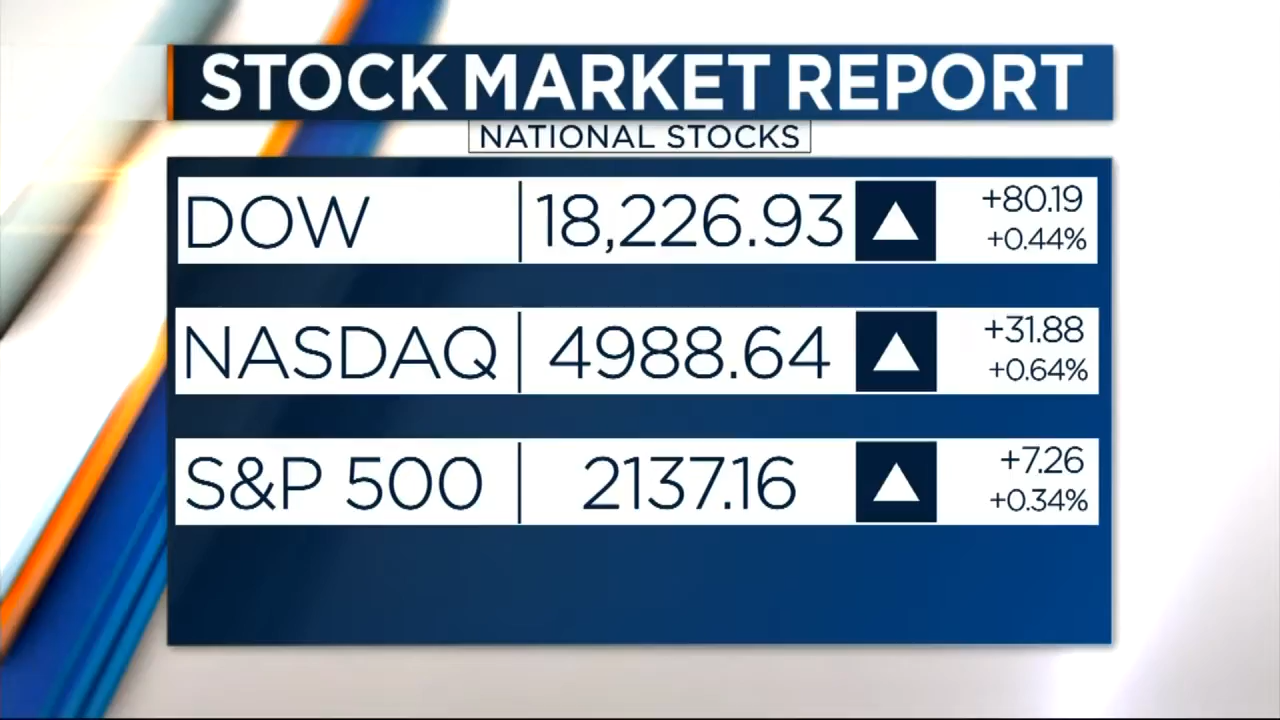 STOCK MARKET REPORT
NATIONAL STOCKS
DOW 18,226.93 +80.19
+0.44%
NASDAQ 4988.64 +31.88
+0.64%
S&P 500 2137.16 +7.26
+0.34%